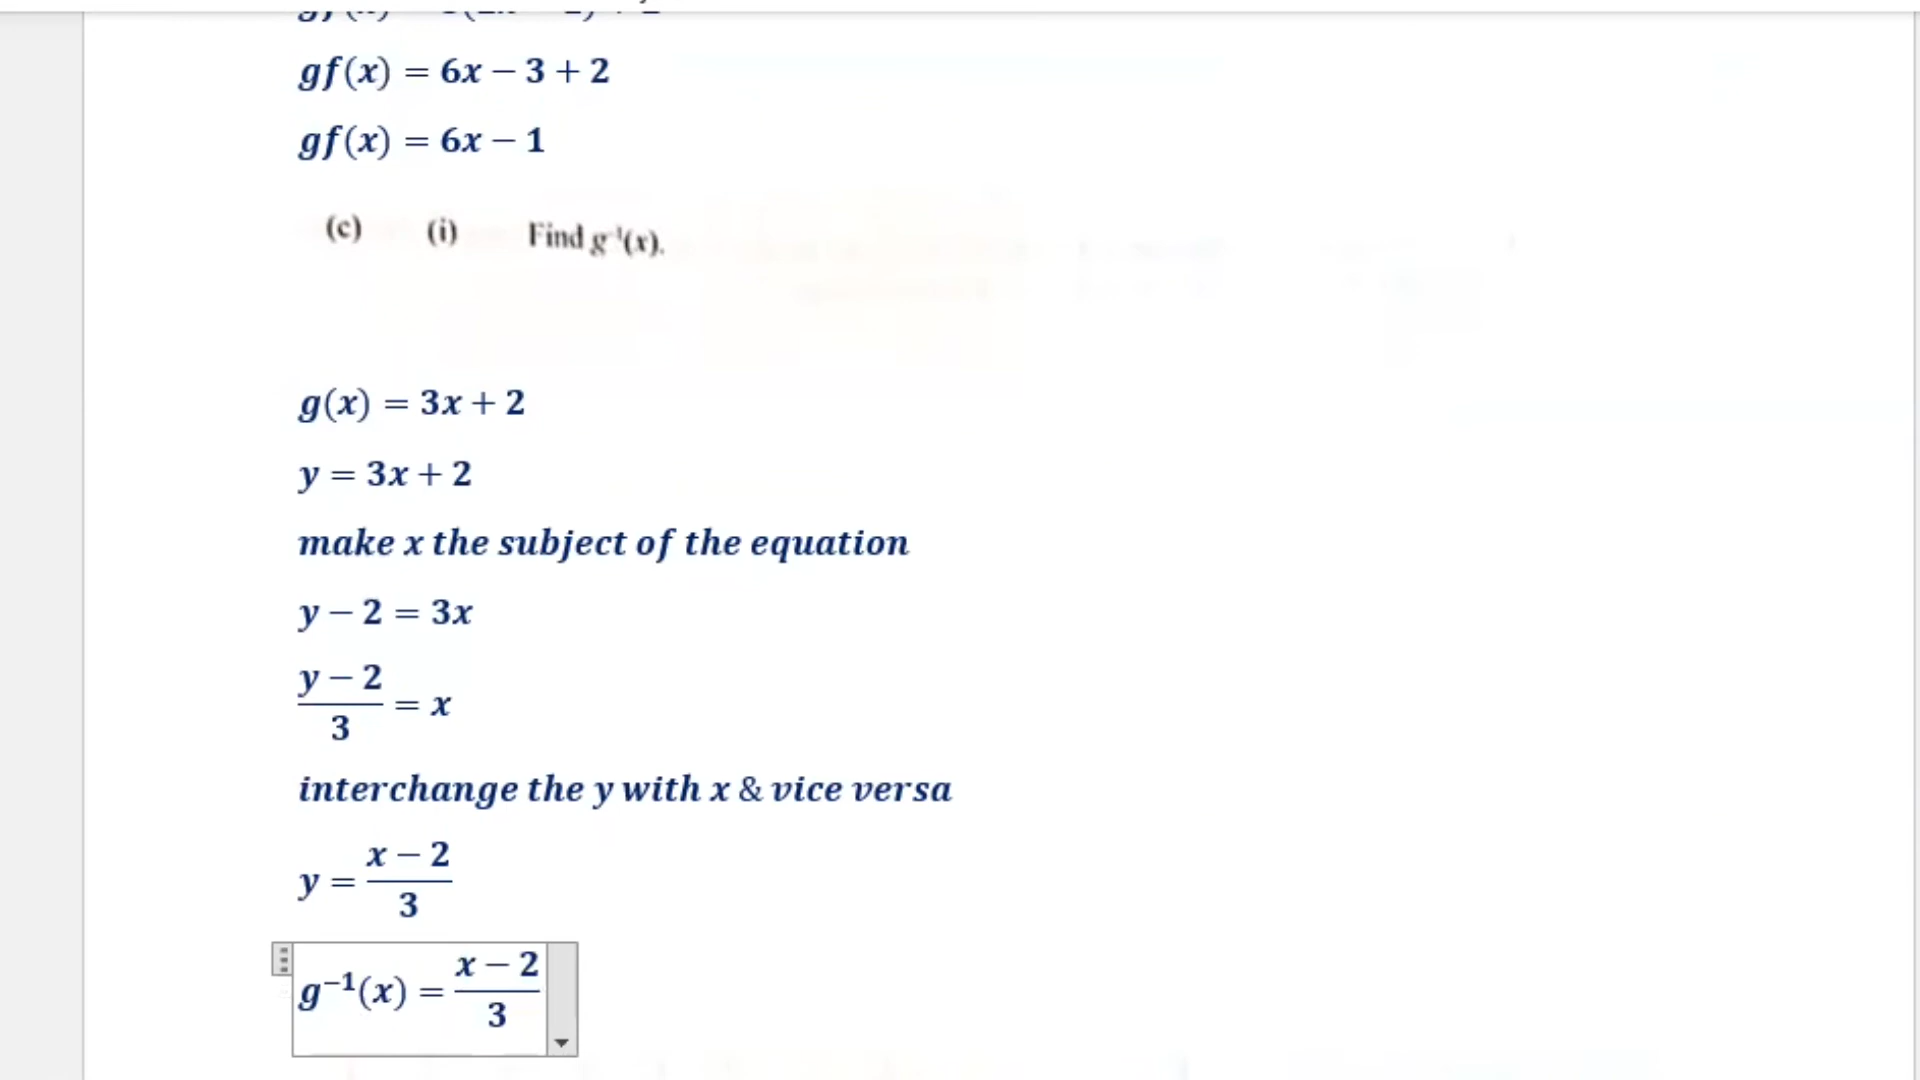 gf(x) = 6x − 3 + 2
gf(x) = 6x − 1
(c) (i) Find g⁻¹(x).
g(x) = 3x + 2
y = 3x + 2
make x the subject of the equation
y − 2 = 3x
y − 2
3
= x
interchange the y with x & vice versa
y =
x − 2
3
g⁻¹(x) =
x − 2
3